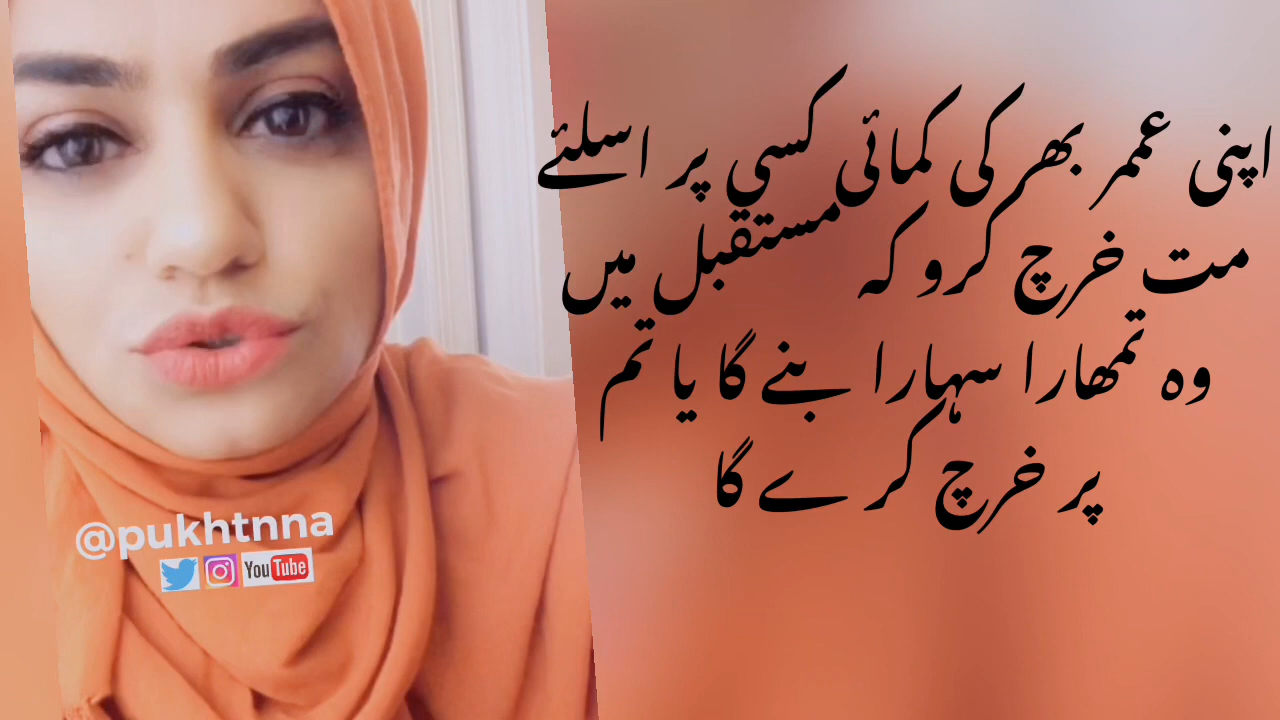 اپنی عمر بھر کی کمائی کسی پر اسلئے
مت خرچ کرو کہ مستقبل میں
وہ تمھارا سہارا بنے گا یا تم
پر خرچ کر ے گا
@pukhtnna
YouTube